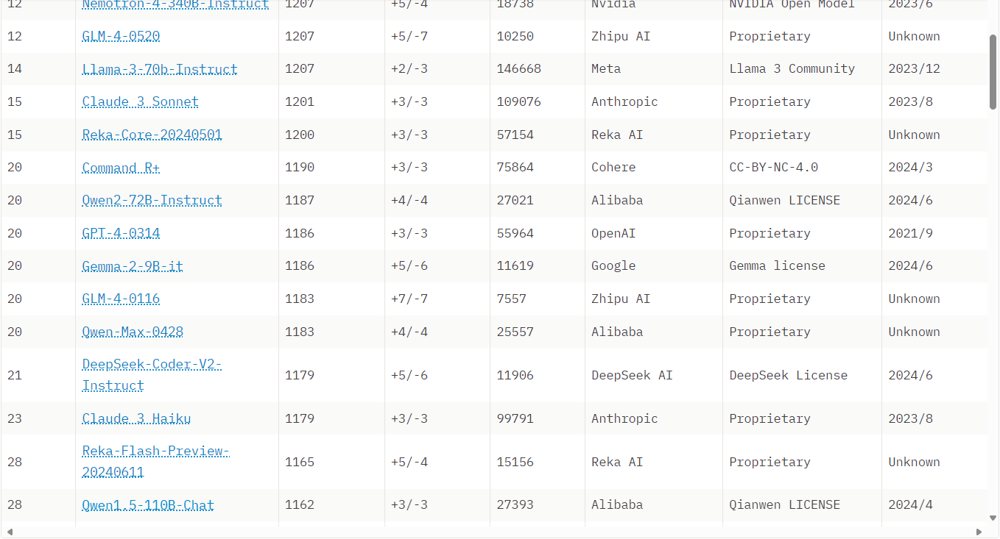 12 Nemotron-4-340B-Instruct 1207 +5/-4 18738 Nvidia NVIDIA Open Model 2023/6
12 GLM-4-0520 1207 +5/-7 10250 Zhipu AI Proprietary Unknown
14 Llama-3-70b-Instruct 1207 +2/-3 146668 Meta Llama 3 Community 2023/12
15 Claude 3 Sonnet 1201 +3/-3 109076 Anthropic Proprietary 2023/8
15 Reka-Core-20240501 1200 +3/-3 57154 Reka AI Proprietary Unknown
20 Command R+ 1190 +3/-3 75864 Cohere CC-BY-NC-4.0 2024/3
20 Qwen2-72B-Instruct 1187 +4/-4 27021 Alibaba Qianwen LICENSE 2024/6
20 GPT-4-0314 1186 +3/-3 55964 OpenAI Proprietary 2021/9
20 Gemma-2-9B-it 1186 +5/-6 11619 Google Gemma license 2024/6
20 GLM-4-0116 1183 +7/-7 7557 Zhipu AI Proprietary Unknown
20 Qwen-Max-0428 1183 +4/-4 25557 Alibaba Proprietary Unknown
DeepSeek-Coder-V2-
21 Instruct 1179 +5/-6 11906 DeepSeek AI DeepSeek License 2024/6
23 Claude 3 Haiku 1179 +3/-3 99791 Anthropic Proprietary 2023/8
Reka-Flash-Preview-
28 20240611 1165 +5/-4 15156 Reka AI Proprietary Unknown
28 Qwen1.5-110B-Chat 1162 +3/-3 27393 Alibaba Qianwen LICENSE 2024/4